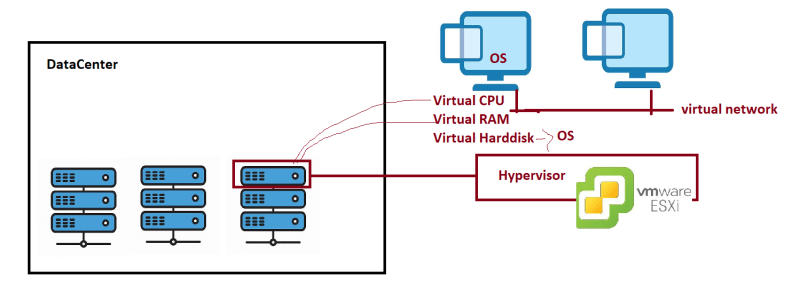 DataCenter
OS
Virtual CPU
Virtual RAM
virtual network
Virtual Harddisk
OS
Hypervisor
vmware
ESXi